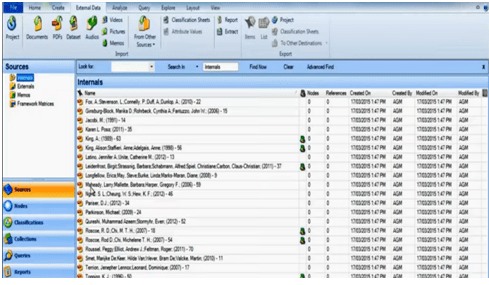 File Home Create External Data Analyze Query Explore Layout View
Project Documents PDFs Dataset Audios Videos Pictures Memos From Other Sources Classification Sheets Attribute Values Report Extract Items List Project Classification Sheets To Other Destinations
Import Export
Sources Look for: Search In Internals Find Now Clear Advanced Find x
Internals
Externals
Memos
Framework Matrices
Internals
Name Nodes References Created On Created By Modified On Modified By
Fox, A. Stevenson, L. Connelly, P. Duff, A. Dunlop, A.: (2010) - 22 0 0 17/03/2015 1:47 PM AGM 17/03/2015 1:47 PM AGM
Ginsburg-Block, Marika D. Rohrbeck, Cynthia A. Fantuzzo, John W.: (2006) - 15 0 0 17/03/2015 1:47 PM AGM 17/03/2015 1:47 PM AGM
Jacobi, M.: (1991) - 14 0 0 17/03/2015 1:47 PM AGM 17/03/2015 1:47 PM AGM
Karen L. Poss: (2011) - 35 0 0 17/03/2015 1:47 PM AGM 17/03/2015 1:47 PM AGM
King, A.: (1989) - 63 0 0 17/03/2015 1:47 PM AGM 17/03/2015 1:47 PM AGM
King, Alison Staffieri, Anne Adelgais, Anne: (1998) - 56 0 0 17/03/2015 1:47 PM AGM 17/03/2015 1:47 PM AGM
Latino, Jennifer A. Unite, Catherine M.: (2012) - 13 0 0 17/03/2015 1:47 PM AGM 17/03/2015 1:47 PM AGM
Leidenfrost, Birgit Strassnig, Barbara Schabmann, Alfred Spiel, Christiane Carbon, Claus-Christian: (2011) - 37 0 0 17/03/2015 1:47 PM AGM 17/03/2015 1:47 PM AGM
Longfellow, Erica May, Steve Burke, Linda Marks-Maran, Diane: (2008) - 9 0 0 17/03/2015 1:47 PM AGM 17/03/2015 1:47 PM AGM
Maheady, Larry Mallette, Barbara Harper, Gregory F.: (2006) - 59 0 0 17/03/2015 1:47 PM AGM 17/03/2015 1:47 PM AGM
S. L. Cheung, W. S. Hew, K. F.: (2012) - 46 0 0 17/03/2015 1:47 PM AGM 17/03/2015 1:47 PM AGM
Panser, D.J.: (2012) - 34 0 0 17/03/2015 1:47 PM AGM 17/03/2015 1:47 PM AGM
Parkinson, Michael: (2009) - 24 0 0 17/03/2015 1:47 PM AGM 17/03/2015 1:47 PM AGM
Qureshi, Muhammad Azeem Stormyhr, Even: (2012) - 52 0 0 17/03/2015 1:47 PM AGM 17/03/2015 1:47 PM AGM
Roscoe, R. D. Chi, M. T. H.: (2007) - 18 0 0 17/03/2015 1:47 PM AGM 17/03/2015 1:47 PM AGM
Roscoe, Rod D. Chi, Michelene T. H.: (2007) - 54 0 0 17/03/2015 1:47 PM AGM 17/03/2015 1:47 PM AGM
Roussel, Peggy Elliot, Andrew J. Feltman, Roger: (2011) - 70 0 0 17/03/2015 1:47 PM AGM 17/03/2015 1:47 PM AGM
Smet, Marijke De Keer, Hilde Van Hever, Bram De Valcke, Martin: (2010) - 11 0 0 17/03/2015 1:47 PM AGM 17/03/2015 1:47 PM AGM
Terrion, Jenepher Lennox Leonard, Dominique: (2007) - 17 0 0 17/03/2015 1:47 PM AGM 17/03/2015 1:47 PM AGM
Topping, K. J.: (1996) - 50 0 0 17/03/2015 1:47 PM AGM 17/03/2015 1:47 PM AGM
Sources
Nodes
Classifications
Collections
Queries
Reports